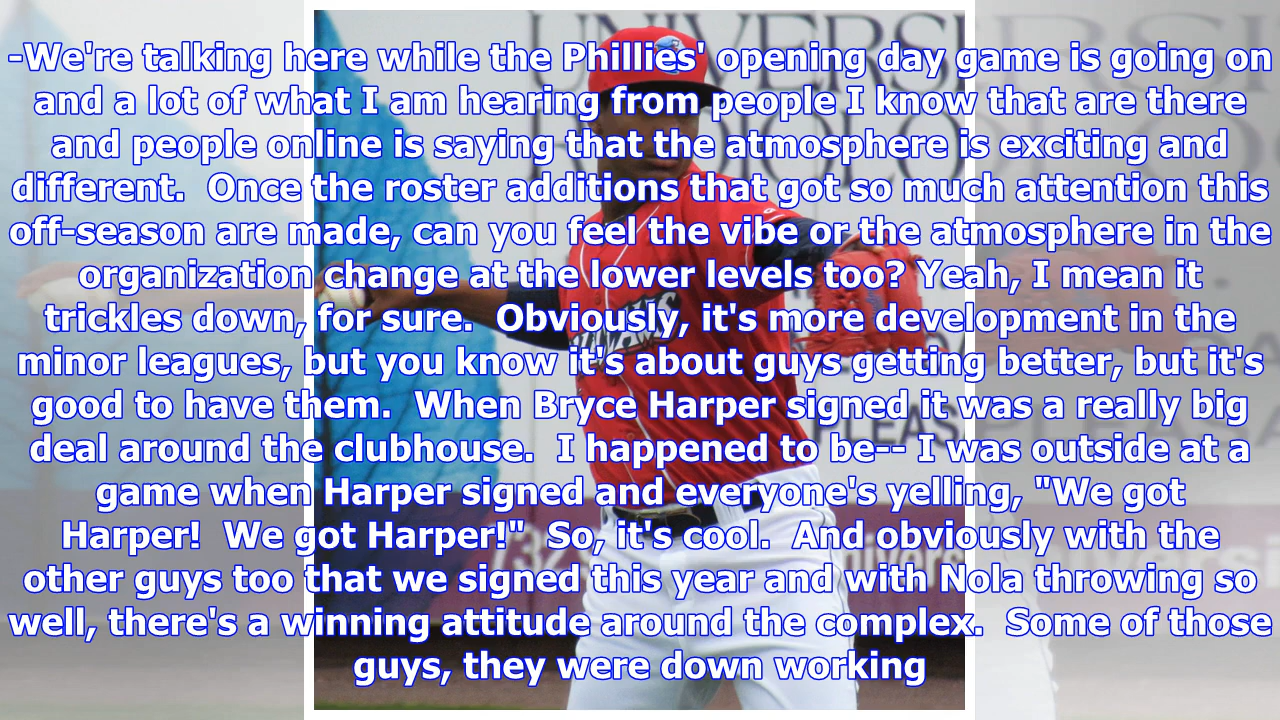 -We're talking here while the Phillies' opening day game is going on
and a lot of what I am hearing from people I know that are there
and people online is saying that the atmosphere is exciting and
different.  Once the roster additions that got so much attention this
off-season are made, can you feel the vibe or the atmosphere in the
organization change at the lower levels too? Yeah, I mean it
trickles down, for sure.  Obviously, it's more development in the
minor leagues, but you know it's about guys getting better, but it's
good to have them.  When Bryce Harper signed it was a really big
deal around the clubhouse.  I happened to be-- I was outside at a
game when Harper signed and everyone's yelling, "We got
Harper!  We got Harper!"  So, it's cool.  And obviously with the
other guys too that we signed this year and with Nola throwing so
well, there's a winning attitude around the complex.  Some of those
guys, they were down working